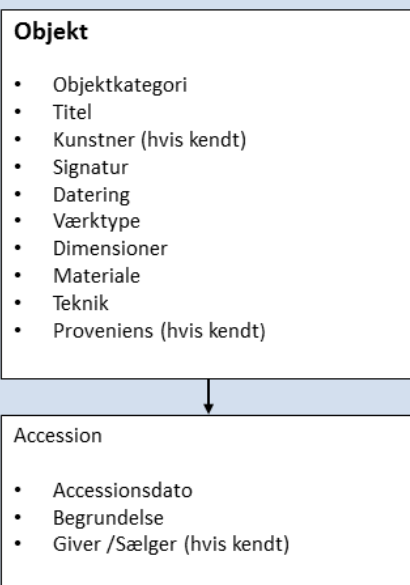 Objekt
• Objektkategori
• Titel
• Kunstner (hvis kendt)
• Signatur
• Datering
• Værktype
• Dimensioner
• Materiale
• Teknik
• Proveniens (hvis kendt)
Accession
• Accessionsdato
• Begrundelse
• Giver /Sælger (hvis kendt)